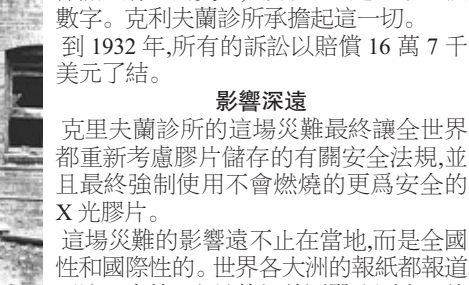 數字。克利夫蘭診所承擔起這一切。
到 1932 年,所有的訴訟以賠償 16 萬 7 千
美元了結。
影響深遠
克里夫蘭診所的這場災難最終讓全世界
都重新考慮膠片儲存的有關安全法規,並
且最終強制使用不會燃燒的更爲安全的
X 光膠片。
這場災難的影響遠不止在當地,而是全國
性和國際性的。世界各大洲的報紙都報道